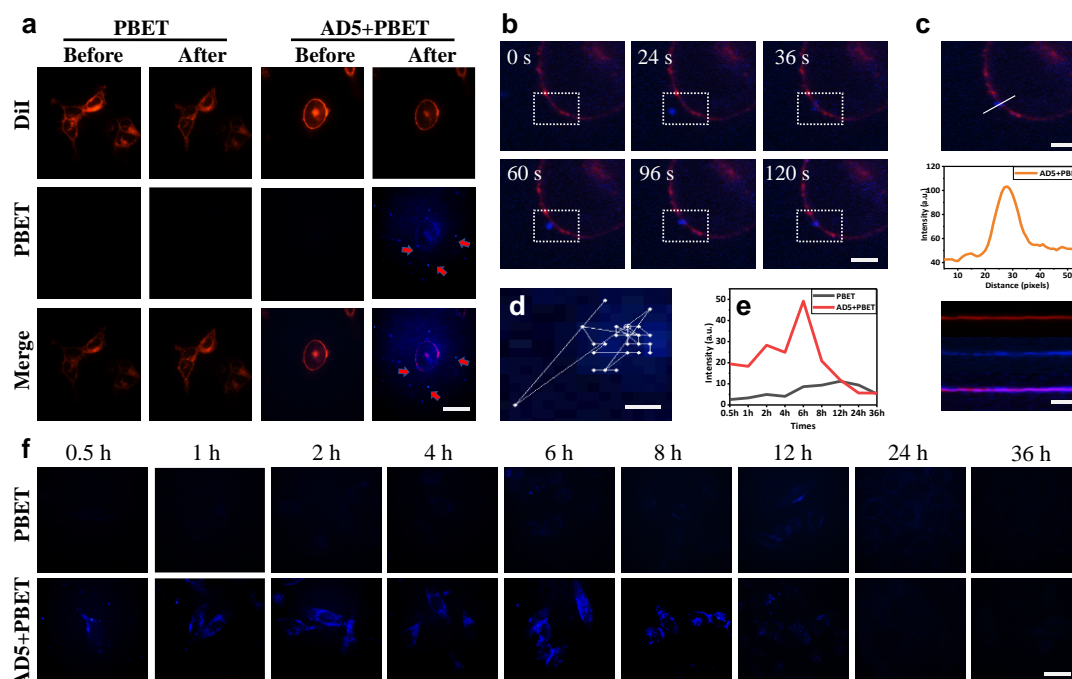 a
PBET
AD5+PBET
Before
After
Before
After
DiI
PBET
Merge
b
0 s
24 s
36 s
60 s
96 s
120 s
c
120
100
80
60
40
Intensity (a.u.)
AD5+PBE
10
20
30
40
50
Distance (pixels)
d
e
50
40
30
20
10
0
Intensity (a.u.)
PBET
AD5+PBET
0.5h
1h
2h
4h
6h
8h
12h
24h
36h
Times
f
0.5 h
1 h
2 h
4 h
6 h
8 h
12 h
24 h
36 h
PBET
AD5+PBET